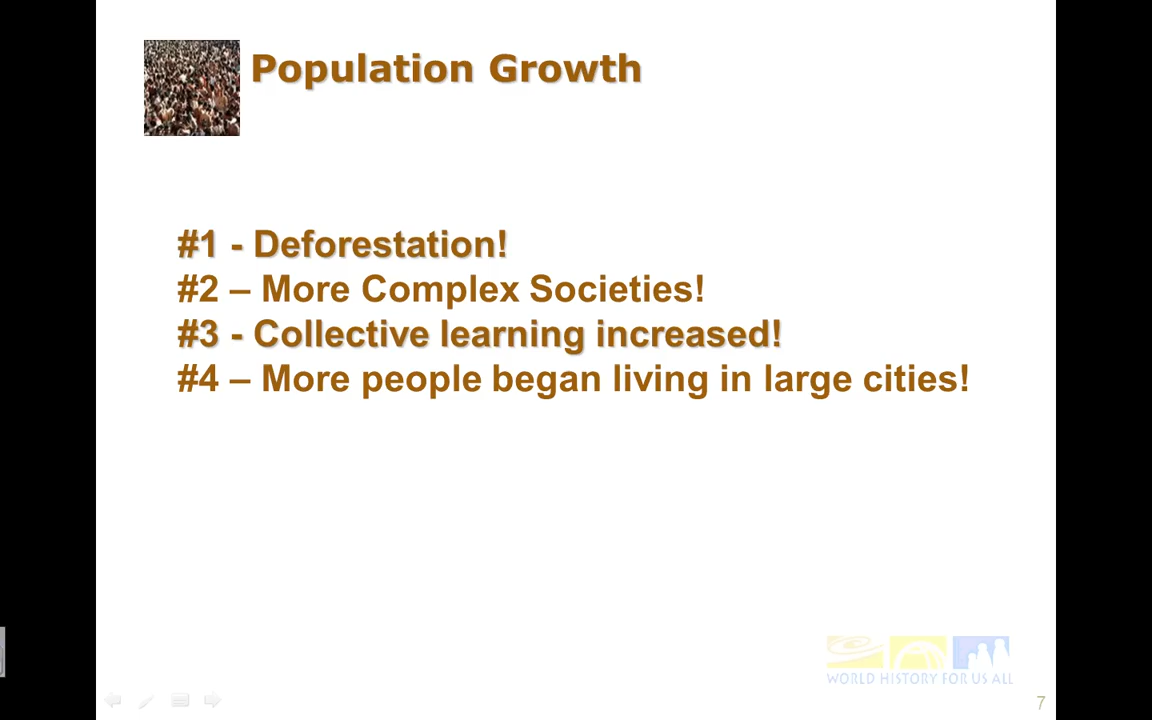 Population Growth
#1 - Deforestation!
#2 – More Complex Societies!
#3 - Collective learning increased!
#4 – More people began living in large cities!
WORLD HISTORY FOR US ALL
7